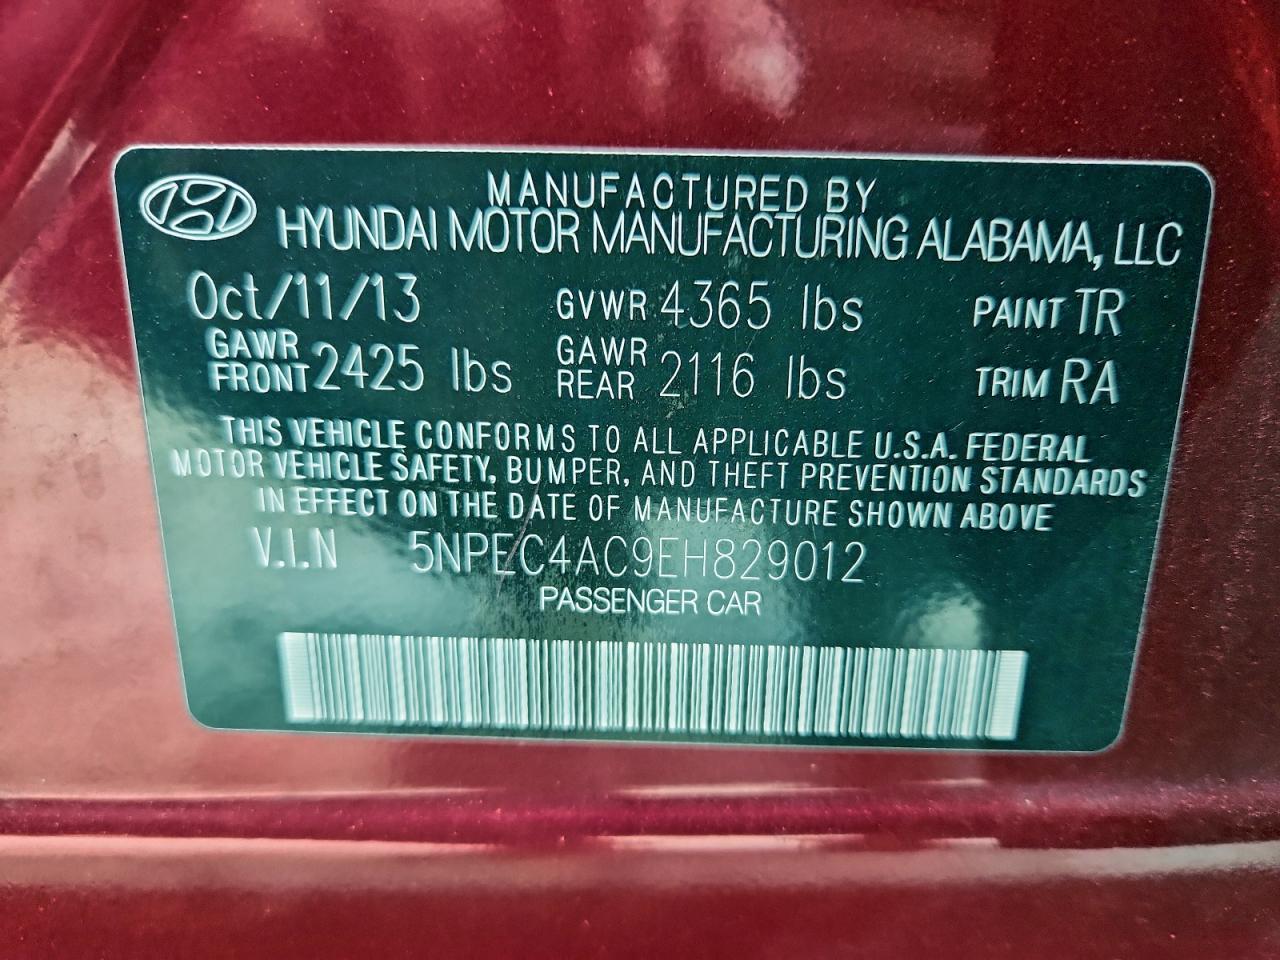 MANUFACTURED BY
HYUNDAI MOTOR MANUFACTURING ALABAMA, LLC
Oct/11/13 GVWR 4365 lbs PAINT TR
GAWR FRONT 2425 lbs GAWR REAR 2116 lbs TRIM RA
THIS VEHICLE CONFORMS TO ALL APPLICABLE U.S.A. FEDERAL
MOTOR VEHICLE SAFETY, BUMPER, AND THEFT PREVENTION STANDARDS
IN EFFECT ON THE DATE OF MANUFACTURE SHOWN ABOVE
V.I.N 5NPEC4AC9EH829012
PASSENGER CAR